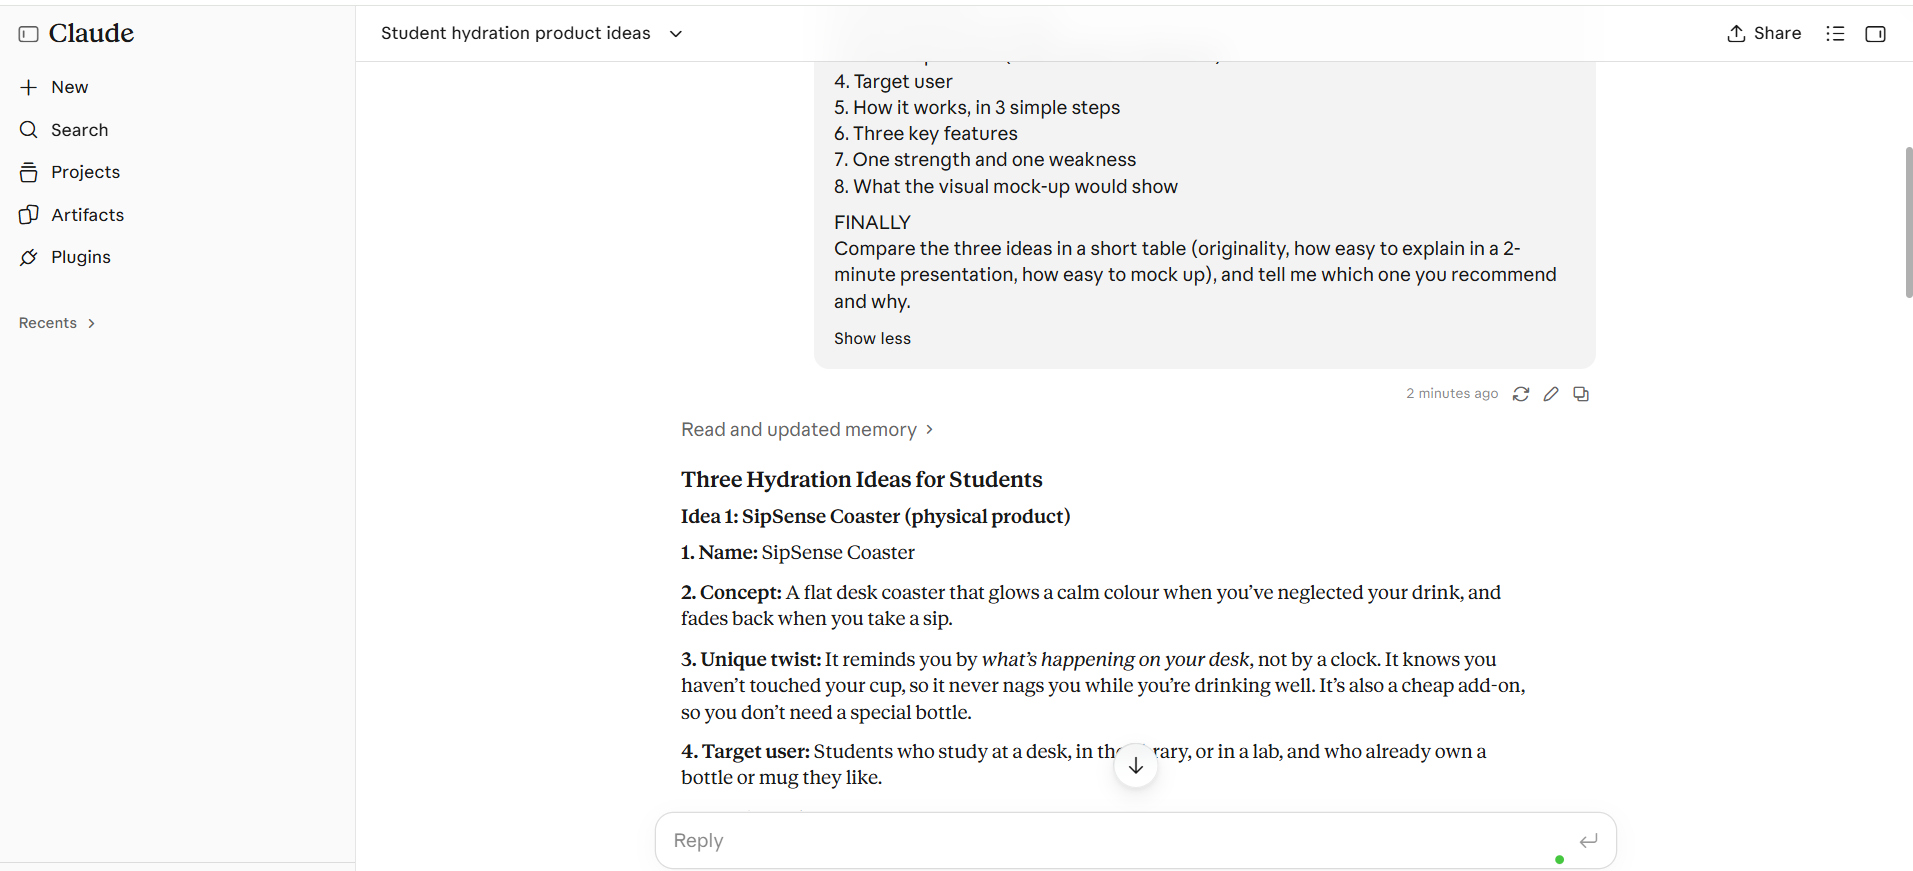 Claude
Student hydration product ideas
Share
New
Search
Projects
Artifacts
Plugins
Recents
4. Target user
5. How it works, in 3 simple steps
6. Three key features
7. One strength and one weakness
8. What the visual mock-up would show
FINALLY
Compare the three ideas in a short table (originality, how easy to explain in a 2-
minute presentation, how easy to mock up), and tell me which one you recommend
and why.
Show less
2 minutes ago
Read and updated memory
Three Hydration Ideas for Students
Idea 1: SipSense Coaster (physical product)
1. Name: SipSense Coaster
2. Concept: A flat desk coaster that glows a calm colour when you’ve neglected your drink, and
fades back when you take a sip.
3. Unique twist: It reminds you by what’s happening on your desk, not by a clock. It knows you
haven’t touched your cup, so it never nags you while you’re drinking well. It’s also a cheap add-on,
so you don’t need a special bottle.
4. Target user: Students who study at a desk, in the or in a lab, and who already own a
bottle or mug they like.
Reply